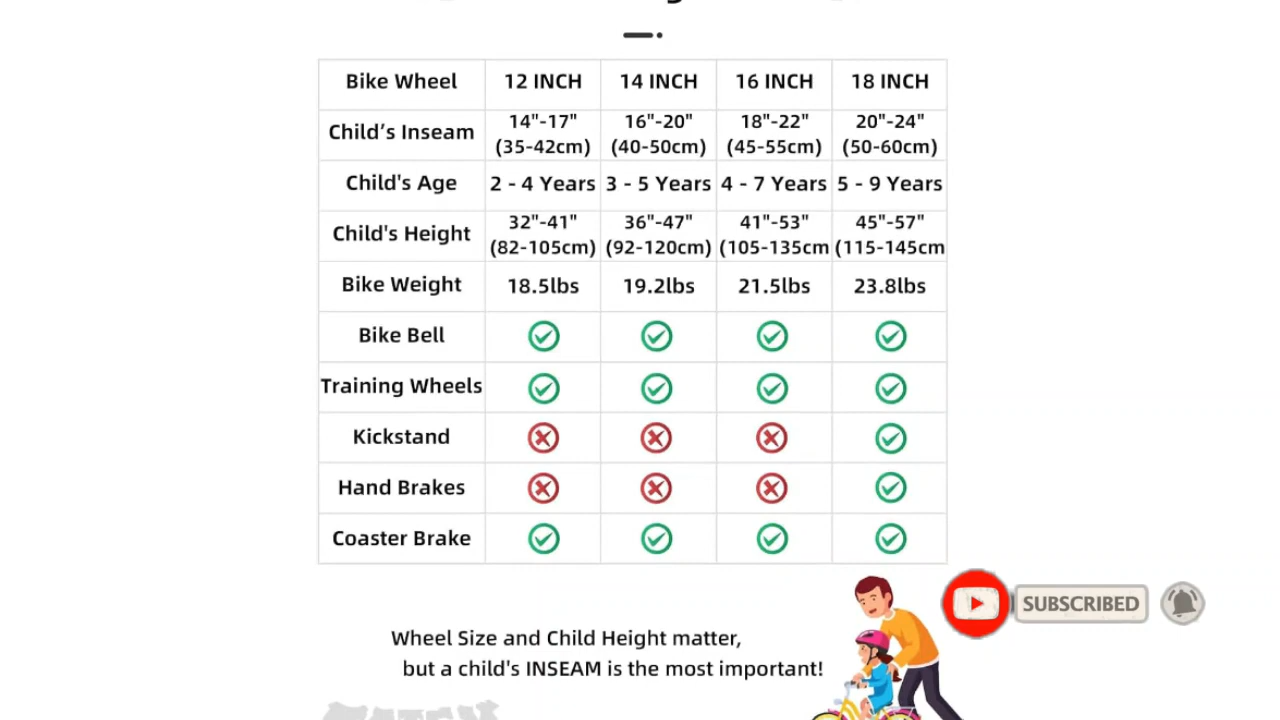 Bike Wheel 12 INCH 14 INCH 16 INCH 18 INCH
Child’s Inseam 14"-17" 16"-20" 18"-22" 20"-24"
(35-42cm) (40-50cm) (45-55cm) (50-60cm)
Child's Age 2 - 4 Years 3 - 5 Years 4 - 7 Years 5 - 9 Years
Child's Height 32"-41" 36"-47" 41"-53" 45"-57"
(82-105cm) (92-120cm) (105-135cm (115-145cm
Bike Weight 18.5lbs 19.2lbs 21.5lbs 23.8lbs
Bike Bell
Training Wheels
Kickstand
Hand Brakes
Coaster Brake
SUBSCRIBED
Wheel Size and Child Height matter,
but a child's INSEAM is the most important!